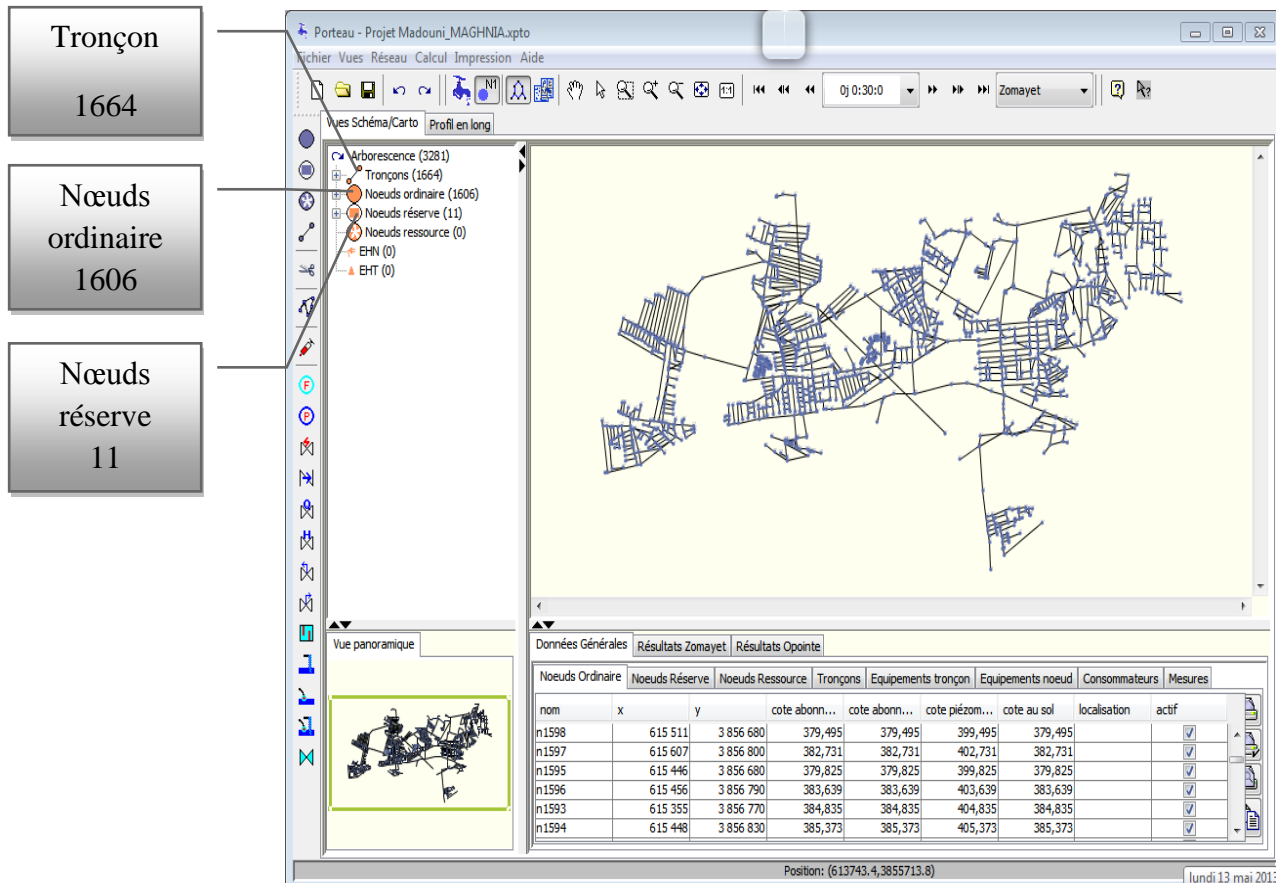 Tronçon
1664
Nœuds
ordinaire
1606
Nœuds
réserve
11
Porteau - Projet Madouni_MAGHNIA.xpto
Fichier Vues Réseau Calcul Impression Aide
N1
1:1
0j 0:30:0
Zomayet
Vues Schéma/Carto Profil en long
Arborescence (3281)
Tronçons (1664)
Noeuds ordinaire (1606)
Noeuds réserve (11)
Noeuds ressource (0)
EHN (0)
EHT (0)
F
P
Vue panoramique
Données Générales Résultats Zomayet Résultats Opointe
Noeuds Ordinaire Noeuds Réserve Noeuds Ressource Tronçons Equipements tronçon Equipements noeud Consommateurs Mesures
nom x y cote abonn... cote abonn... cote piézom... cote au sol localisation actif
n1598 615 511 3 856 680 379,495 379,495 399,495 379,495
n1597 615 607 3 856 800 382,731 382,731 402,731 382,731
n1595 615 446 3 856 680 379,825 379,825 399,825 379,825
n1596 615 456 3 856 790 383,639 383,639 403,639 383,639
n1593 615 355 3 856 770 384,835 384,835 404,835 384,835
n1594 615 448 3 856 830 385,373 385,373 405,373 385,373
Position: (613743.4,3855713.8)
lundi 13 mai 2013